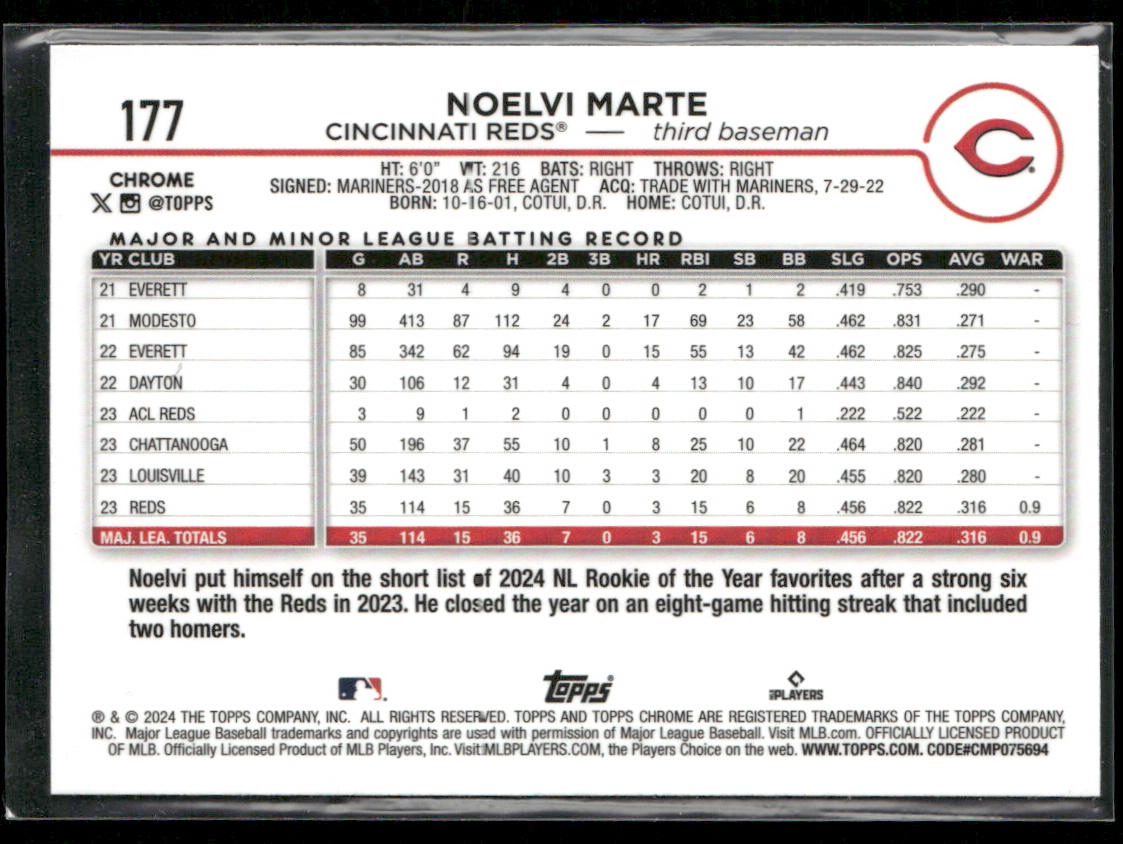 177
NOELVI MARTE
CINCINNATI REDS® — third baseman
C
CHROME
@TOPPS
HT: 6'0" WT: 216 BATS: RIGHT THROWS: RIGHT
SIGNED: MARINERS-2018 AS FREE AGENT ACQ: TRADE WITH MARINERS, 7-29-22
BORN: 10-16-01, COTUI, D.R. HOME: COTUI, D.R.
MAJOR AND MINOR LEAGUE BATTING RECORD
YR CLUB G AB R H 2B 3B HR RBI SB BB SLG OPS AVG WAR
21 EVERETT 8 31 4 9 4 0 0 2 1 2 .419 .753 .290 -
21 MODESTO 99 413 87 112 24 2 17 69 23 58 .462 .831 .271 -
22 EVERETT 85 342 62 94 19 0 15 55 13 42 .462 .825 .275 -
22 DAYTON 30 106 12 31 4 0 4 13 10 17 .443 .840 .292 -
23 ACL REDS 3 9 1 2 0 0 0 0 0 1 .222 .522 .222 -
23 CHATTANOOGA 50 196 37 55 10 1 8 25 10 22 .464 .820 .281 -
23 LOUISVILLE 39 143 31 40 10 3 3 20 8 20 .455 .820 .280 -
23 REDS 35 114 15 36 7 0 3 15 6 8 .456 .822 .316 0.9
MAJ. LEA. TOTALS 35 114 15 36 7 0 3 15 6 8 .456 .822 .316 0.9
Noelvi put himself on the short list of 2024 NL Rookie of the Year favorites after a strong six
weeks with the Reds in 2023. He closed the year on an eight-game hitting streak that included
two homers.
Topps®
MLB PLAYERS
® & © 2024 THE TOPPS COMPANY, INC. ALL RIGHTS RESERVED. TOPPS AND TOPPS CHROME ARE REGISTERED TRADEMARKS OF THE TOPPS COMPANY,
INC. Major League Baseball trademarks and copyrights are used with permission of Major League Baseball. Visit MLB.com. OFFICIALLY LICENSED PRODUCT
OF MLB. Officially Licensed Product of MLB Players, Inc. Visit MLBPLAYERS.COM, the Players Choice on the web. WWW.TOPPS.COM. CODE#CMP075694